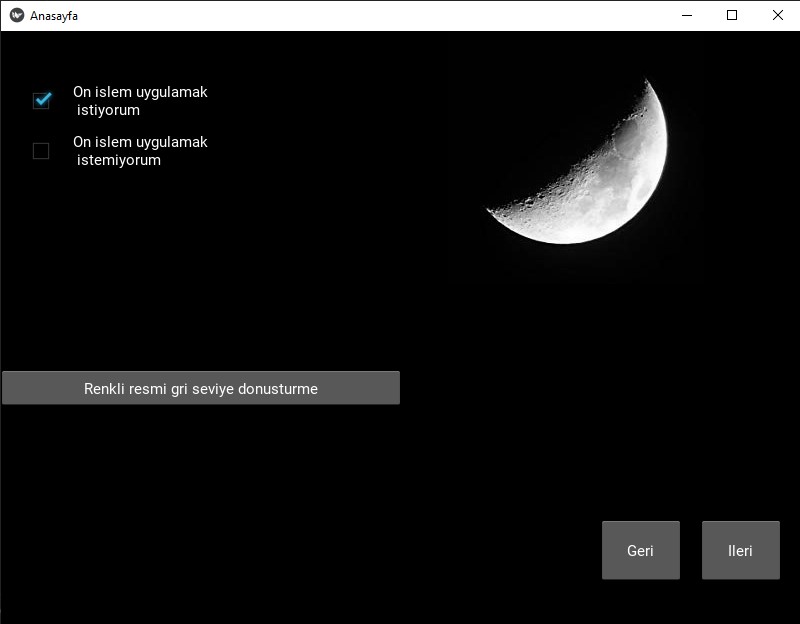 Anasayfa
On islem uygulamak
istiyorum
On islem uygulamak
istemiyorum
Renkli resmi gri seviye donusturme
Geri
Ileri